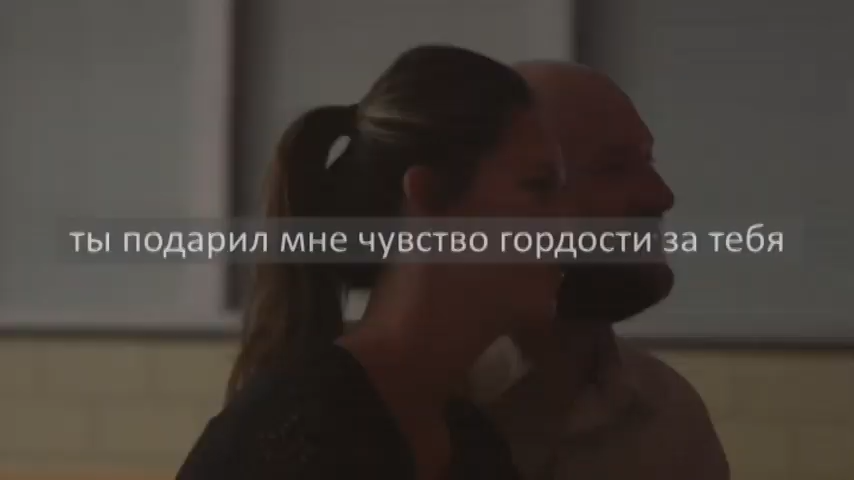 ты подарил мне чувство гордости за тебя